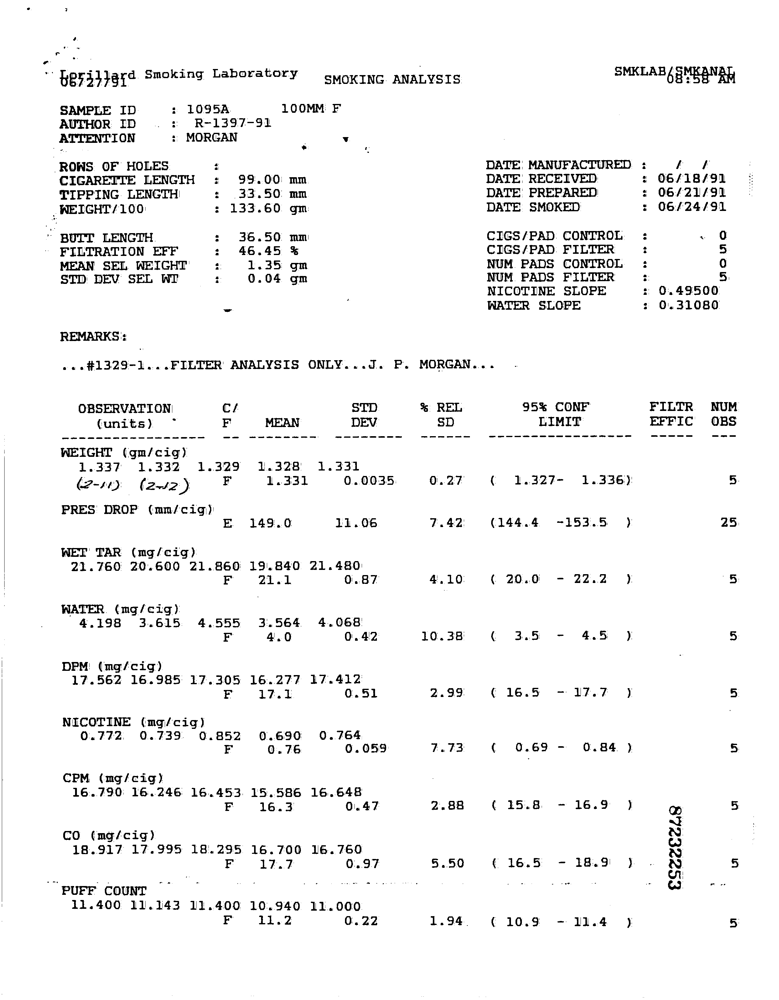 Lorillard Smoking Laboratory SMOKING ANALYSIS SMKLAB/SMKANAL
06/27/91 08:58 AM
SAMPLE ID : 1095A 100MM F
AUTHOR ID : R-1397-91
ATTENTION : MORGAN
ROWS OF HOLES : DATE MANUFACTURED : / /
CIGARETTE LENGTH : 99.00 mm DATE RECEIVED : 06/18/91
TIPPING LENGTH : 33.50 mm DATE PREPARED : 06/21/91
WEIGHT/100 : 133.60 gm DATE SMOKED : 06/24/91
BUTT LENGTH : 36.50 mm CIGS/PAD CONTROL : 0
FILTRATION EFF : 46.45 % CIGS/PAD FILTER : 5
MEAN SEL WEIGHT : 1.35 gm NUM PADS CONTROL : 0
STD DEV SEL WT : 0.04 gm NUM PADS FILTER : 5
NICOTINE SLOPE : 0.49500
WATER SLOPE : 0.31080
REMARKS:
...#1329-1...FILTER ANALYSIS ONLY...J. P. MORGAN...
OBSERVATION C/ STD % REL 95% CONF FILTR NUM
(units) F MEAN DEV SD LIMIT EFFIC OBS
WEIGHT (gm/cig)
1.337 1.332 1.329 1.328 1.331
(2-11) (2-12) F 1.331 0.0035 0.27 ( 1.327- 1.336) 5
PRES DROP (mm/cig)
E 149.0 11.06 7.42 (144.4 -153.5 ) 25
WET TAR (mg/cig)
21.760 20.600 21.860 19.840 21.480
F 21.1 0.87 4.10 ( 20.0 - 22.2 ) 5
WATER (mg/cig)
4.198 3.615 4.555 3.564 4.068
F 4.0 0.42 10.38 ( 3.5 - 4.5 ) 5
DPM (mg/cig)
17.562 16.985 17.305 16.277 17.412
F 17.1 0.51 2.99 ( 16.5 - 17.7 ) 5
NICOTINE (mg/cig)
0.772 0.739 0.852 0.690 0.764
F 0.76 0.059 7.73 ( 0.69 - 0.84 ) 5
CPM (mg/cig)
16.790 16.246 16.453 15.586 16.648
F 16.3 0.47 2.88 ( 15.8 - 16.9 ) 5
CO (mg/cig)
18.917 17.995 18.295 16.700 16.760
F 17.7 0.97 5.50 ( 16.5 - 18.9 ) 5
PUFF COUNT
11.400 11.143 11.400 10.940 11.000
F 11.2 0.22 1.94 ( 10.9 - 11.4 ) 5
87232253